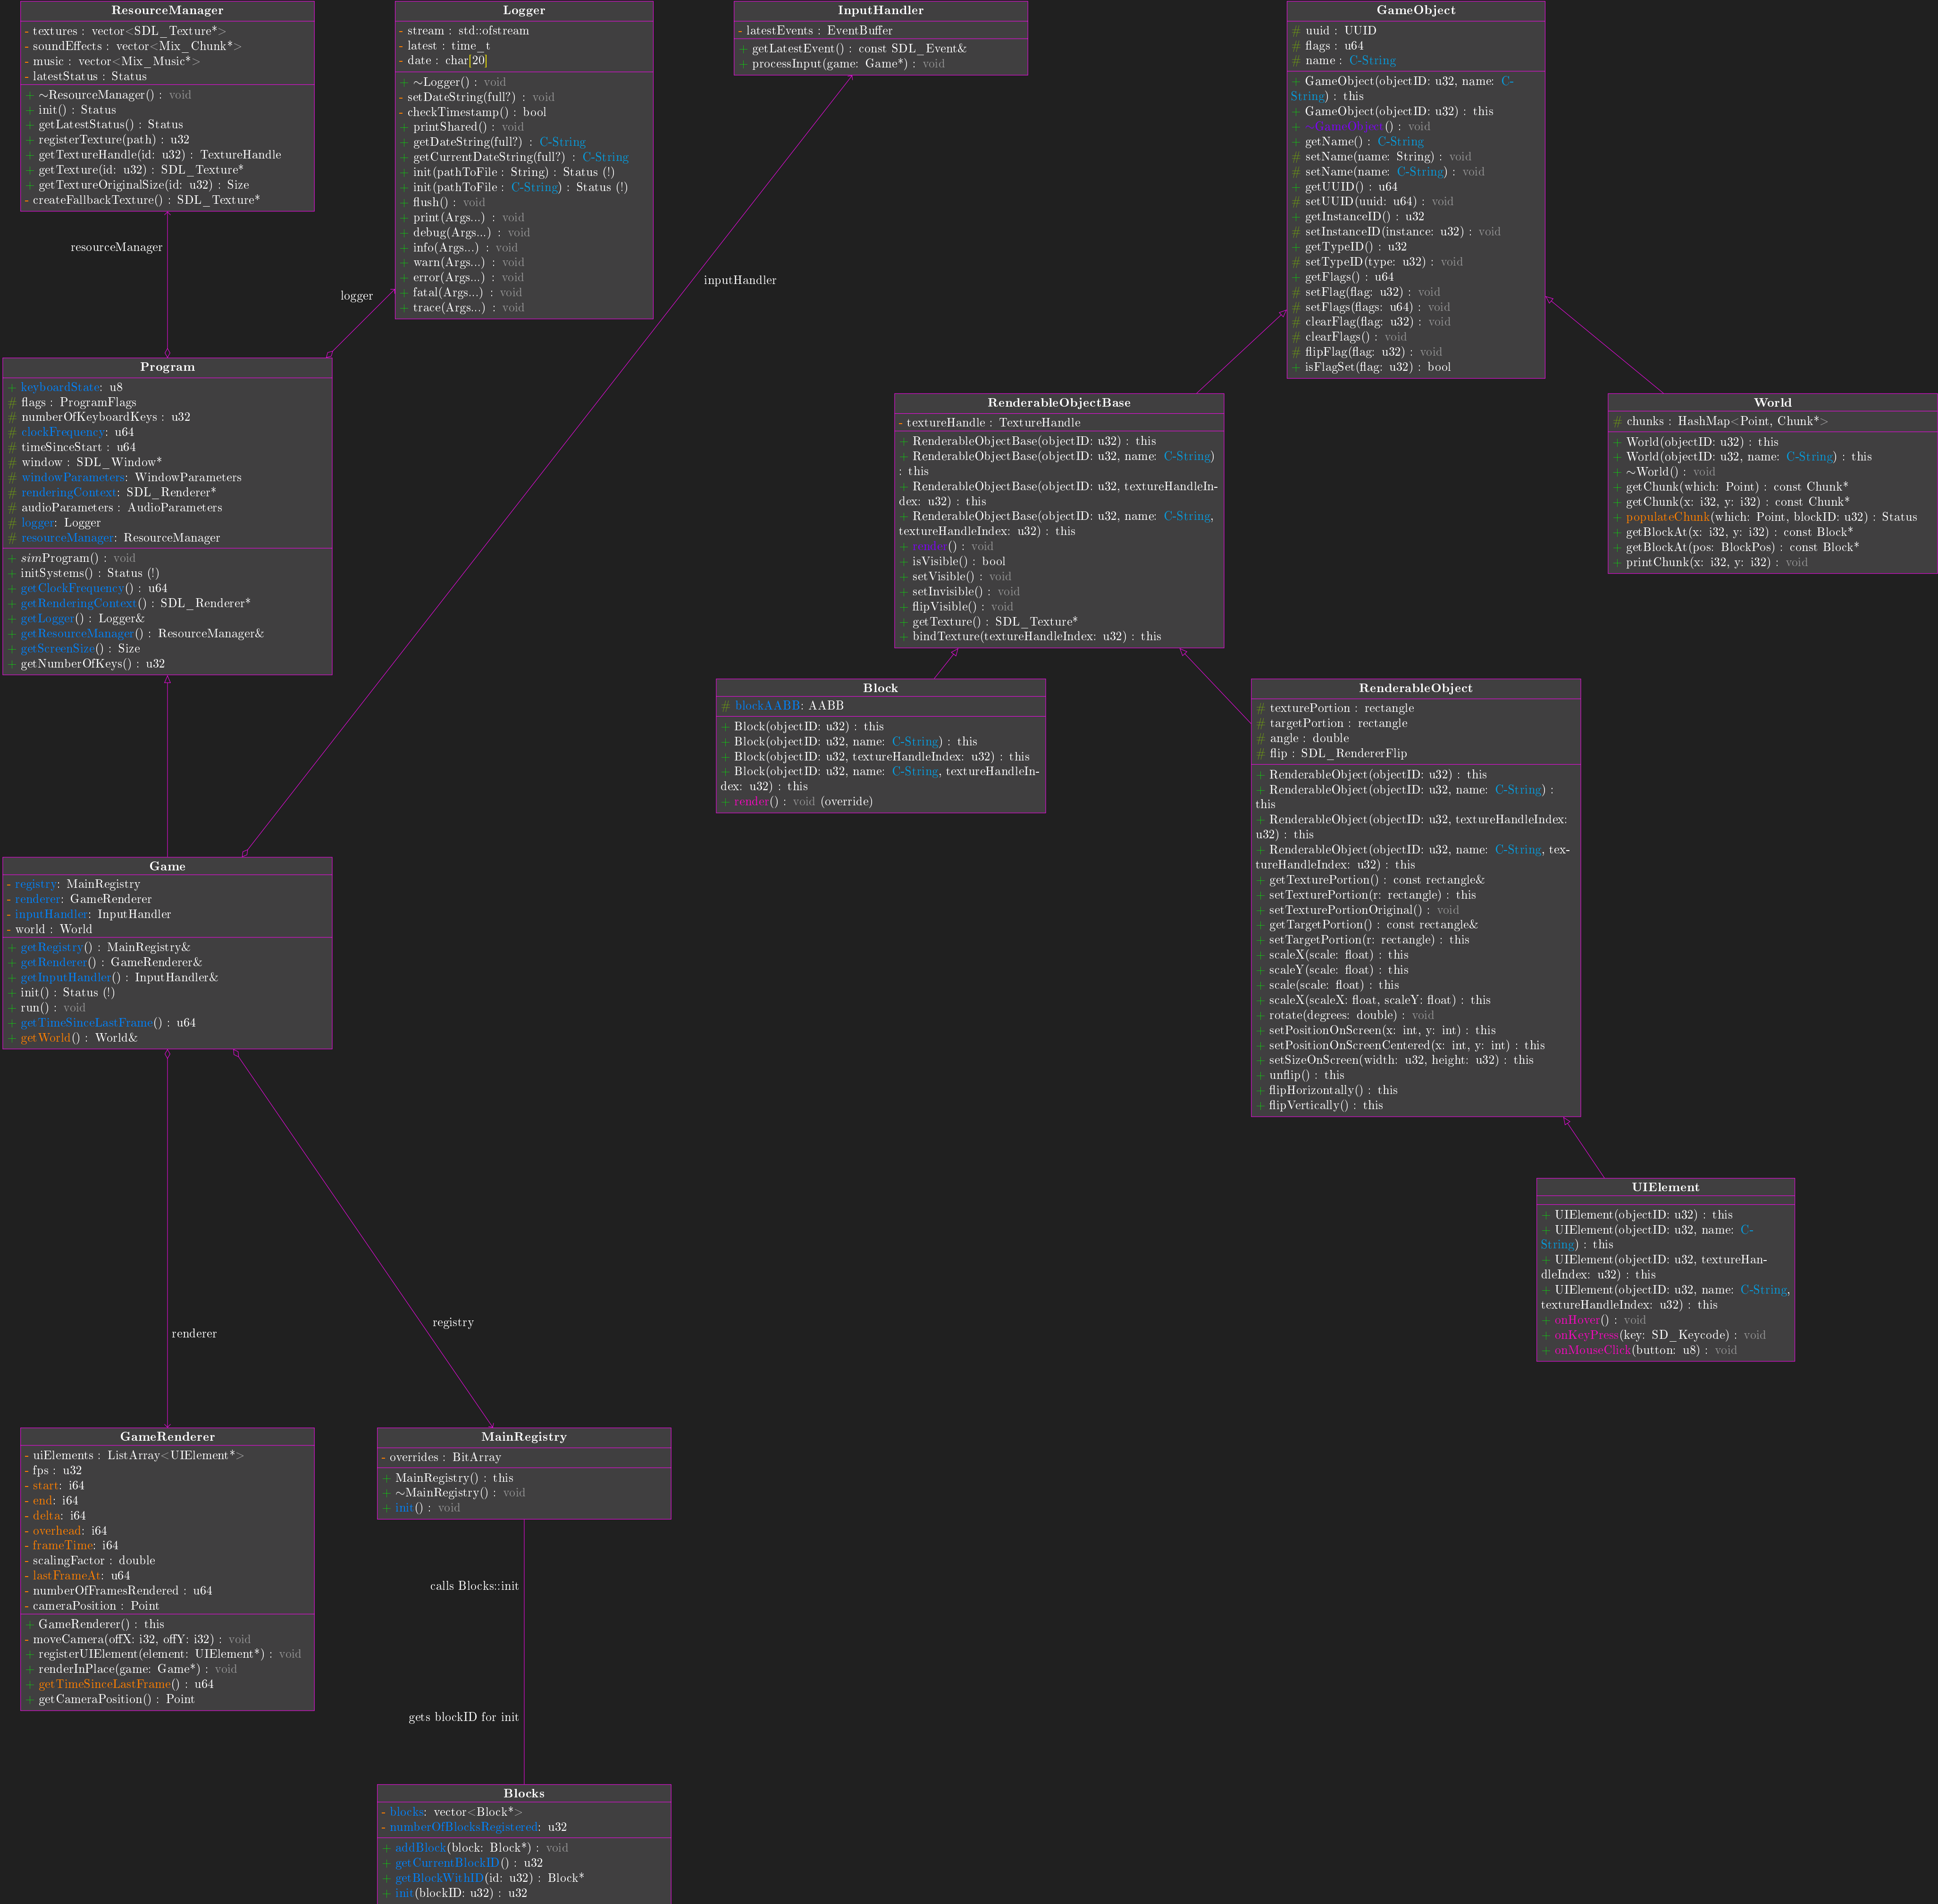 ResourceManager
- textures : vector<SDL_Texture*>
- soundEffects : vector<Mix_Chunk*>
- music : vector<Mix_Music*>
- latestStatus : Status
+ ~ResourceManager() : void
+ init() : Status
+ getLatestStatus() : Status
+ registerTexture(path) : u32
+ getTextureHandle(id: u32) : TextureHandle
+ getTexture(id: u32) : SDL_Texture*
+ getTextureOriginalSize(id: u32) : Size
- createFallbackTexture() : SDL_Texture*
Logger
- stream : std::ofstream
- latest : time_t
- date : char[20]
+ ~Logger() : void
- setDateString(full?) : void
- checkTimestamp() : bool
+ printShared() : void
+ getDateString(full?) : C-String
+ getCurrentDateString(full?) : C-String
+ init(pathToFile : String) : Status (!)
+ init(pathToFile : C-String) : Status (!)
+ flush() : void
+ print(Args...) : void
+ debug(Args...) : void
+ info(Args...) : void
+ warn(Args...) : void
+ error(Args...) : void
+ fatal(Args...) : void
+ trace(Args...) : void
InputHandler
- latestEvents : EventBuffer
+ getLatestEvent() : const SDL_Event&
+ processInput(game: Game*) : void
GameObject
# uuid : UUID
# flags : u64
# name : C-String
+ GameObject(objectID: u32, name: C-
String) : this
+ GameObject(objectID: u32) : this
+ ~GameObject() : void
+ getName() : C-String
# setName(name: String) : void
# setName(name: C-String) : void
+ getUUID() : u64
# setUUID(uuid: u64) : void
+ getInstanceID() : u32
# setInstanceID(instance: u32) : void
+ getTypeID() : u32
# setTypeID(type: u32) : void
+ getFlags() : u64
# setFlag(flag: u32) : void
# setFlags(flags: u64) : void
# clearFlag(flag: u32) : void
# clearFlags() : void
# flipFlag(flag: u32) : void
+ isFlagSet(flag: u32) : bool
resourceManager
logger
inputHandler
Program
+ keyboardState: u8
# flags : ProgramFlags
# numberOfKeyboardKeys : u32
# clockFrequency: u64
# timeSinceStart : u64
# window : SDL_Window*
# windowParameters: WindowParameters
# renderingContext: SDL_Renderer*
# audioParameters : AudioParameters
# logger: Logger
# resourceManager: ResourceManager
+ simProgram() : void
+ initSystems() : Status (!)
+ getClockFrequency() : u64
+ getRenderingContext() : SDL_Renderer*
+ getLogger() : Logger&
+ getResourceManager() : ResourceManager&
+ getScreenSize() : Size
+ getNumberOfKeys() : u32
RenderableObjectBase
- textureHandle : TextureHandle
+ RenderableObjectBase(objectID: u32) : this
+ RenderableObjectBase(objectID: u32, name: C-String)
: this
+ RenderableObjectBase(objectID: u32, textureHandleIn-
dex: u32) : this
+ RenderableObjectBase(objectID: u32, name: C-String,
textureHandleIndex: u32) : this
+ render() : void
+ isVisible() : bool
+ setVisible() : void
+ setInvisible() : void
+ flipVisible() : void
+ getTexture() : SDL_Texture*
+ bindTexture(textureHandleIndex: u32) : this
World
# chunks : HashMap<Point, Chunk*>
+ World(objectID: u32) : this
+ World(objectID: u32, name: C-String) : this
+ ~World() : void
+ getChunk(which: Point) : const Chunk*
+ getChunk(x: i32, y: i32) : const Chunk*
+ populateChunk(which: Point, blockID: u32) : Status
+ getBlockAt(x: i32, y: i32) : const Block*
+ getBlockAt(pos: BlockPos) : const Block*
+ printChunk(x: i32, y: i32) : void
Block
# blockAABB: AABB
+ Block(objectID: u32) : this
+ Block(objectID: u32, name: C-String) : this
+ Block(objectID: u32, textureHandleIndex: u32) : this
+ Block(objectID: u32, name: C-String, textureHandleIn-
dex: u32) : this
+ render() : void (override)
RenderableObject
# texturePortion : rectangle
# targetPortion : rectangle
# angle : double
# flip : SDL_RendererFlip
+ RenderableObject(objectID: u32) : this
+ RenderableObject(objectID: u32, name: C-String) :
this
+ RenderableObject(objectID: u32, textureHandleIndex:
u32) : this
+ RenderableObject(objectID: u32, name: C-String, tex-
tureHandleIndex: u32) : this
+ getTexturePortion() : const rectangle&
+ setTexturePortion(r: rectangle) : this
+ setTexturePortionOriginal() : void
+ getTargetPortion() : const rectangle&
+ setTargetPortion(r: rectangle) : this
+ scaleX(scale: float) : this
+ scaleY(scale: float) : this
+ scale(scale: float) : this
+ scaleX(scaleX: float, scaleY: float) : this
+ rotate(degrees: double) : void
+ setPositionOnScreen(x: int, y: int) : this
+ setPositionOnScreenCentered(x: int, y: int) : this
+ setSizeOnScreen(width: u32, height: u32) : this
+ unflip() : this
+ flipHorizontally() : this
+ flipVertically() : this
Game
- registry: MainRegistry
- renderer: GameRenderer
- inputHandler: InputHandler
- world : World
+ getRegistry() : MainRegistry&
+ getRenderer() : GameRenderer&
+ getInputHandler() : InputHandler&
+ init() : Status (!)
+ run() : void
+ getTimeSinceLastFrame() : u64
+ getWorld() : World&
UIElement
+ UIElement(objectID: u32) : this
+ UIElement(objectID: u32, name: C-
String) : this
+ UIElement(objectID: u32, textureHan-
dleIndex: u32) : this
+ UIElement(objectID: u32, name: C-String,
textureHandleIndex: u32) : this
+ onHover() : void
+ onKeyPress(key: SD_Keycode) : void
+ onMouseClick(button: u8) : void
renderer
registry
GameRenderer
- uiElements : ListArray<UIElement*>
- fps : u32
- start: i64
- end: i64
- delta: i64
- overhead: i64
- frameTime: i64
- scalingFactor : double
- lastFrameAt: u64
- numberOfFramesRendered : u64
- cameraPosition : Point
+ GameRenderer() : this
- moveCamera(offX: i32, offY: i32) : void
+ registerUIElement(element: UIElement*) : void
+ renderInPlace(game: Game*) : void
+ getTimeSinceLastFrame() : u64
+ getCameraPosition() : Point
MainRegistry
- overrides : BitArray
+ MainRegistry() : this
+ ~MainRegistry() : void
+ init() : void
calls Blocks::init
gets blockID for init
Blocks
- blocks: vector<Block*>
- numberOfBlocksRegistered: u32
+ addBlock(block: Block*) : void
+ getCurrentBlockID() : u32
+ getBlockWithID(id: u32) : Block*
+ init(blockID: u32) : u32